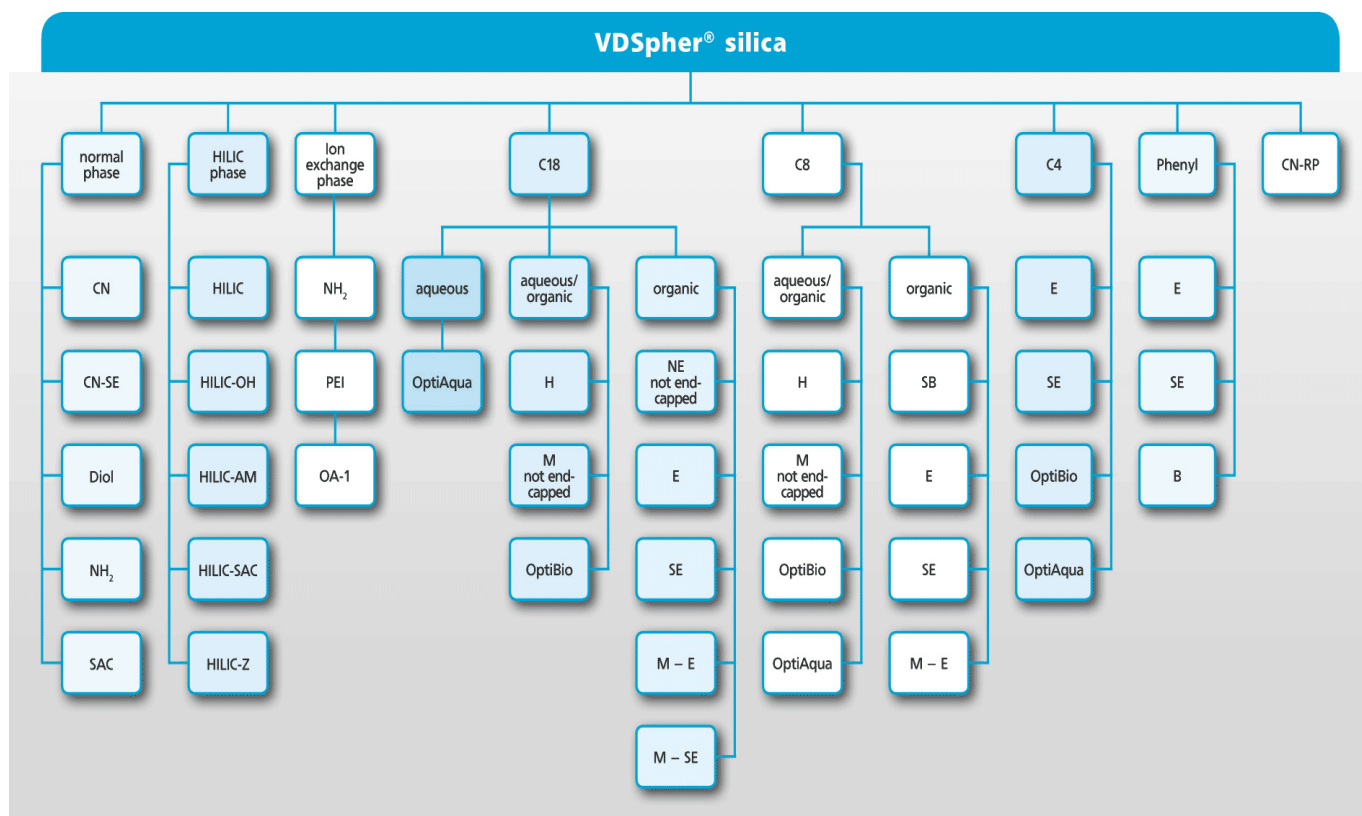 VDSpher® silica
normal
phase
HILIC
phase
Ion
exchange
phase
C18
C8
C4
Phenyl
CN-RP
CN
HILIC
NH₂
aqueous
aqueous/
organic
organic
aqueous/
organic
organic
E
E
CN-SE
HILIC-OH
PEI
OptiAqua
H
NE
not end-
capped
H
SB
SE
SE
Diol
HILIC-AM
OA-1
M
not end-
capped
E
M
not end-
capped
E
OptiBio
B
NH₂
HILIC-SAC
OptiBio
SE
OptiBio
SE
OptiAqua
SAC
HILIC-Z
M – E
OptiAqua
M – E
M – SE